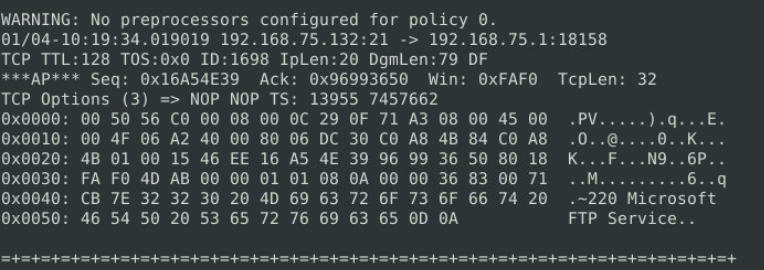 WARNING: No preprocessors configured for policy 0.
01/04-10:19:34.019019 192.168.75.132:21 -> 192.168.75.1:18158
TCP TTL:128 TOS:0x0 ID:1698 IpLen:20 DgmLen:79 DF
***AP*** Seq: 0x16A54E39  Ack: 0x96993650  Win: 0xFAF0  TcpLen: 32
TCP Options (3) => NOP NOP TS: 13955 7457662
0x0000: 00 50 56 C0 00 08 00 0C 29 0F 71 A3 08 00 45 00  .PV.....).q...E.
0x0010: 00 4F 06 A2 40 00 80 06 DC 30 C0 A8 4B 84 C0 A8  .O..@....0..K...
0x0020: 4B 01 00 15 46 EE 16 A5 4E 39 96 99 36 50 80 18  K...F...N9..6P..
0x0030: FA F0 4D AB 00 00 01 01 08 0A 00 00 36 83 00 71  ..M.........6..q
0x0040: CB 7E 32 32 30 20 4D 69 63 72 6F 73 6F 66 74 20  .~220 Microsoft
0x0050: 46 54 50 20 53 65 72 76 69 63 65 0D 0A           FTP Service..
=+=+=+=+=+=+=+=+=+=+=+=+=+=+=+=+=+=+=+=+=+=+=+=+=+=+=+=+=+=+=+=+=+=+=+=+=+